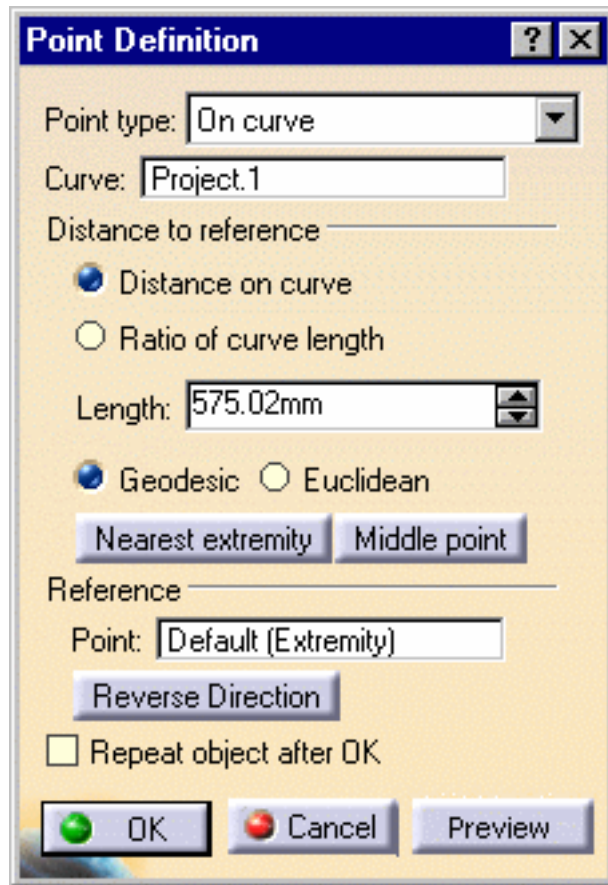 Point Definition ? ×
Point type: On curve
Curve: Project.1
Distance to reference
Distance on curve
Ratio of curve length
Length: 575.02mm
Geodesic Euclidean
Nearest extremity Middle point
Reference
Point: Default (Extremity)
Reverse Direction
Repeat object after OK
OK Cancel Preview